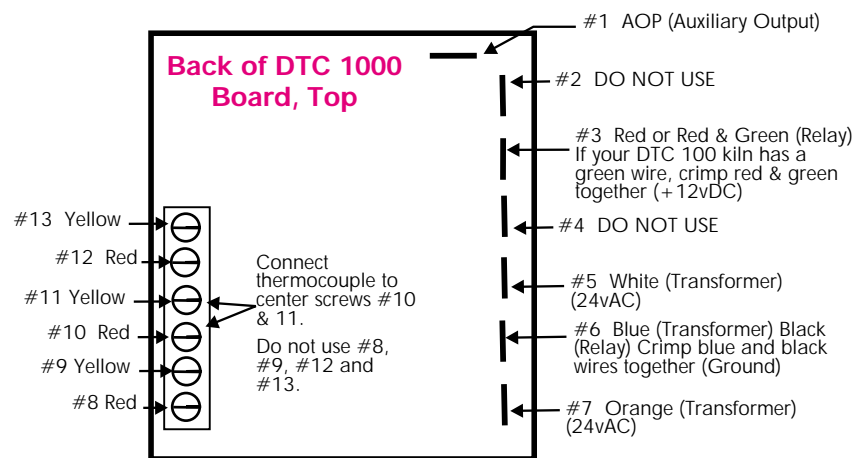 #1 AOP (Auxiliary Output)
Back of DTC 1000
Board, Top
#2 DO NOT USE
#3 Red or Red & Green (Relay)
If your DTC 100 kiln has a
green wire, crimp red & green
together (+12vDC)
#4 DO NOT USE
#5 White (Transformer)
(24vAC)
#6 Blue (Transformer) Black
(Relay) Crimp blue and black
wires together (Ground)
#7 Orange (Transformer)
(24vAC)
#13 Yellow
#12 Red
#11 Yellow
#10 Red
#9 Yellow
#8 Red
Connect
thermocouple to
center screws #10
& 11.
Do not use #8,
#9, #12 and
#13.